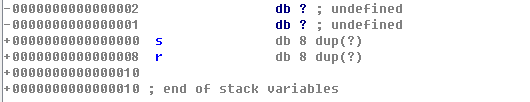 -0000000000000002 db ? ; undefined
-0000000000000001 db ? ; undefined
+0000000000000000 s db 8 dup(?)
+0000000000000008 r db 8 dup(?)
+0000000000000010
+0000000000000010 ; end of stack variables